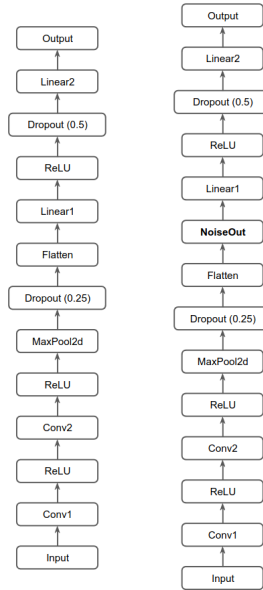 Output
Linear2
Dropout (0.5)
ReLU
Linear1
Flatten
Dropout (0.25)
MaxPool2d
ReLU
Conv2
ReLU
Conv1
Input
Output
Linear2
Dropout (0.5)
ReLU
Linear1
NoiseOut
Flatten
Dropout (0.25)
MaxPool2d
ReLU
Conv2
ReLU
Conv1
Input